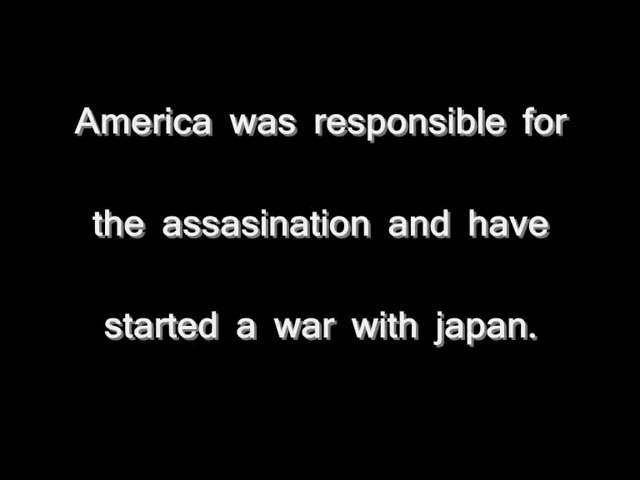 America was responsible for
the assasination and have
started a war with japan.